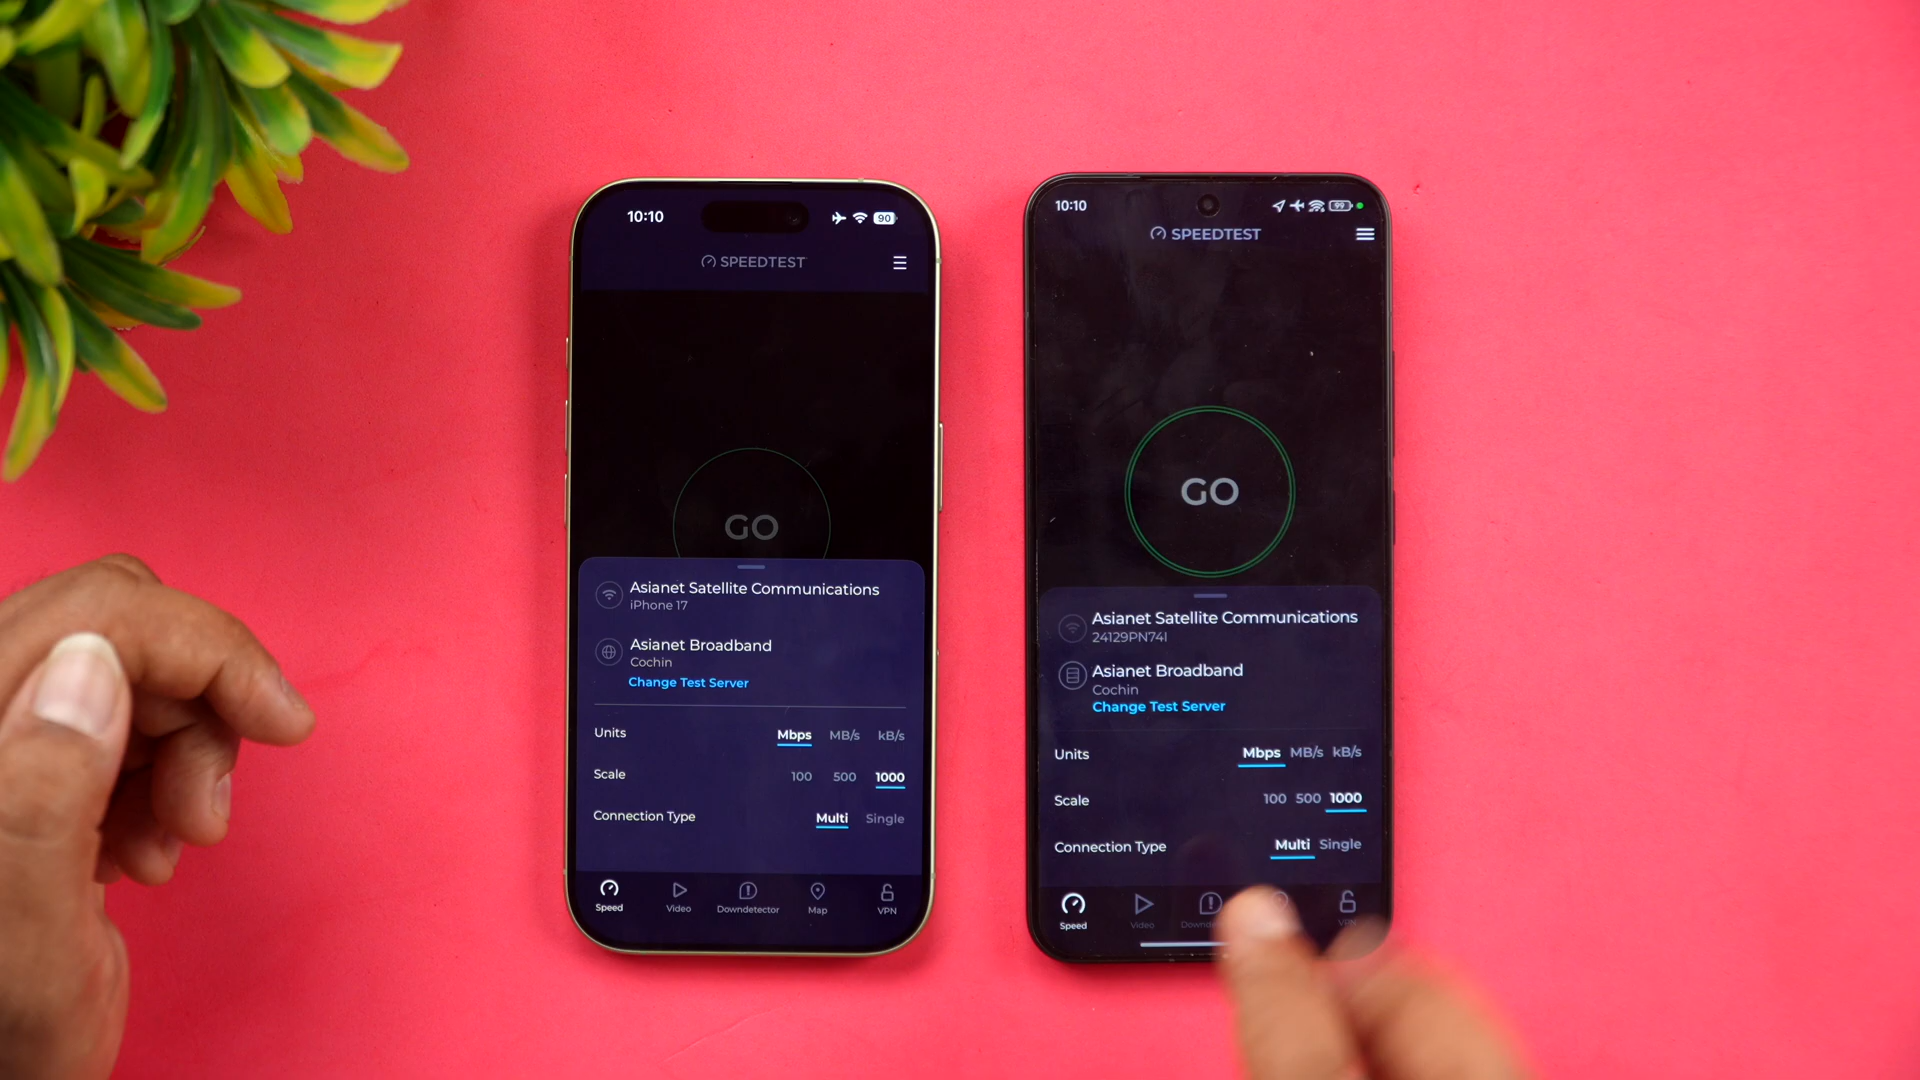 10:10
90
SPEEDTEST
GO
Asianet Satellite Communications
iPhone 17
Asianet Broadband
Cochin
Change Test Server
Units Mbps MB/s kB/s
Scale 100 500 1000
Connection Type Multi Single
Speed Video Downdetector Map VPN
10:10
99
SPEEDTEST
GO
Asianet Satellite Communications
24129PN74I
Asianet Broadband
Cochin
Change Test Server
Units Mbps MB/s kB/s
Scale 100 500 1000
Connection Type Multi Single
Speed Video VPN